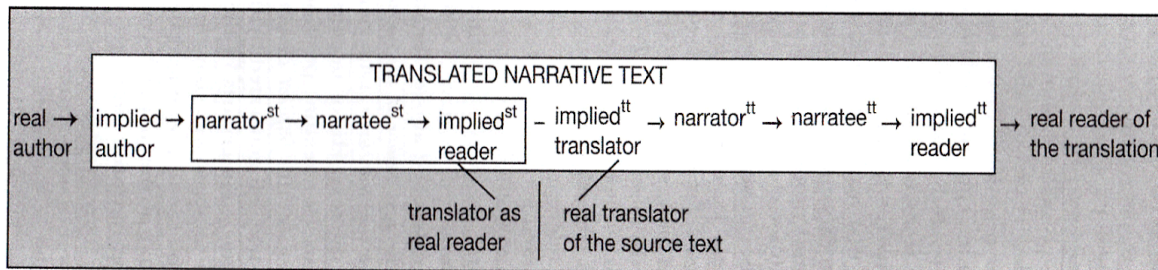 TRANSLATED NARRATIVE TEXT
real → implied → narrator^st → narratee^st → implied^st – implied^tt → narrator^tt → narratee^tt → implied^tt → real reader of
author author reader translator reader the translation
translator as real translator
real reader of the source text